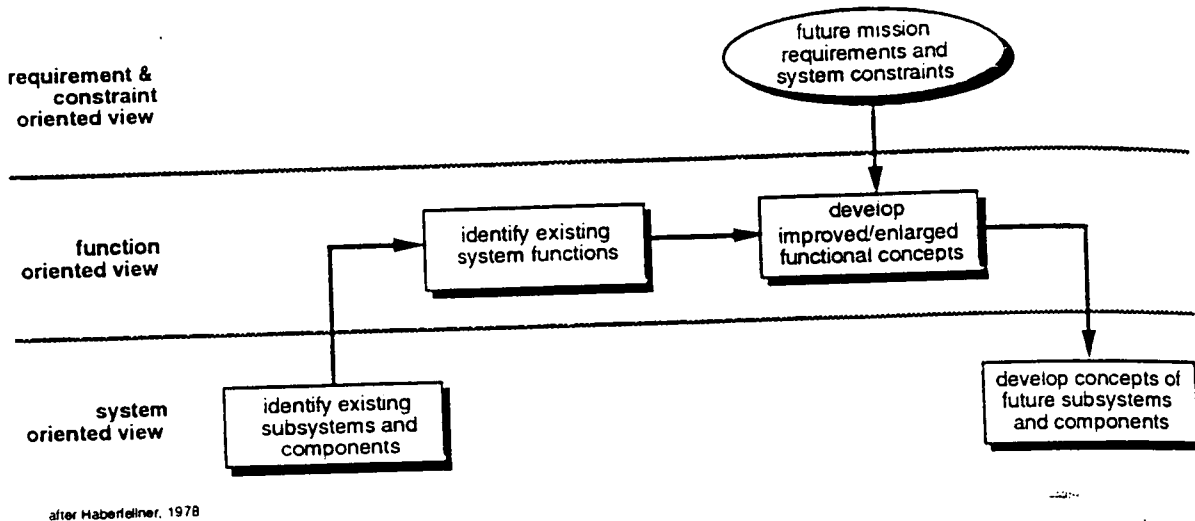 future mission
requirements and
system constraints
requirement &
constraint
oriented view
function
oriented view
identify existing
system functions
develop
improved/enlarged
functional concepts
system
oriented view
identify existing
subsystems and
components
develop concepts of
future subsystems
and components
after Haberfellner, 1978